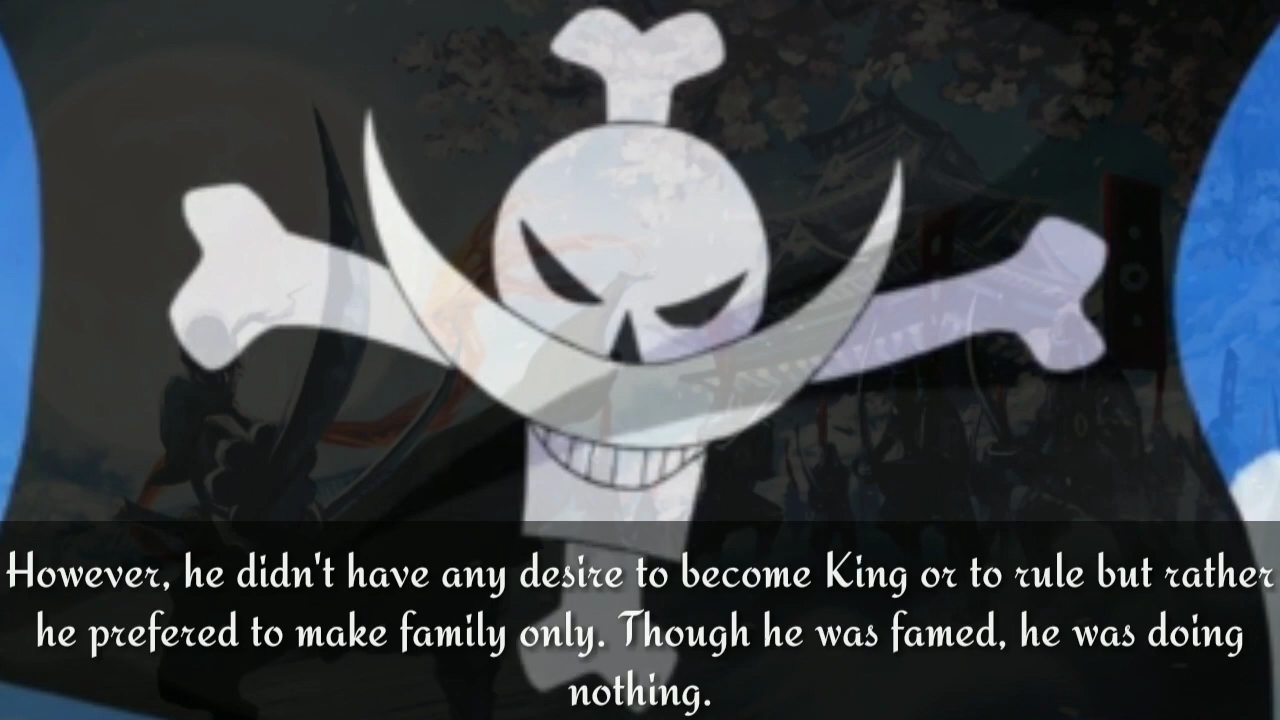 However, he didn't have any desire to become King or to rule but rather
he prefered to make family only. Though he was famed, he was doing
nothing.